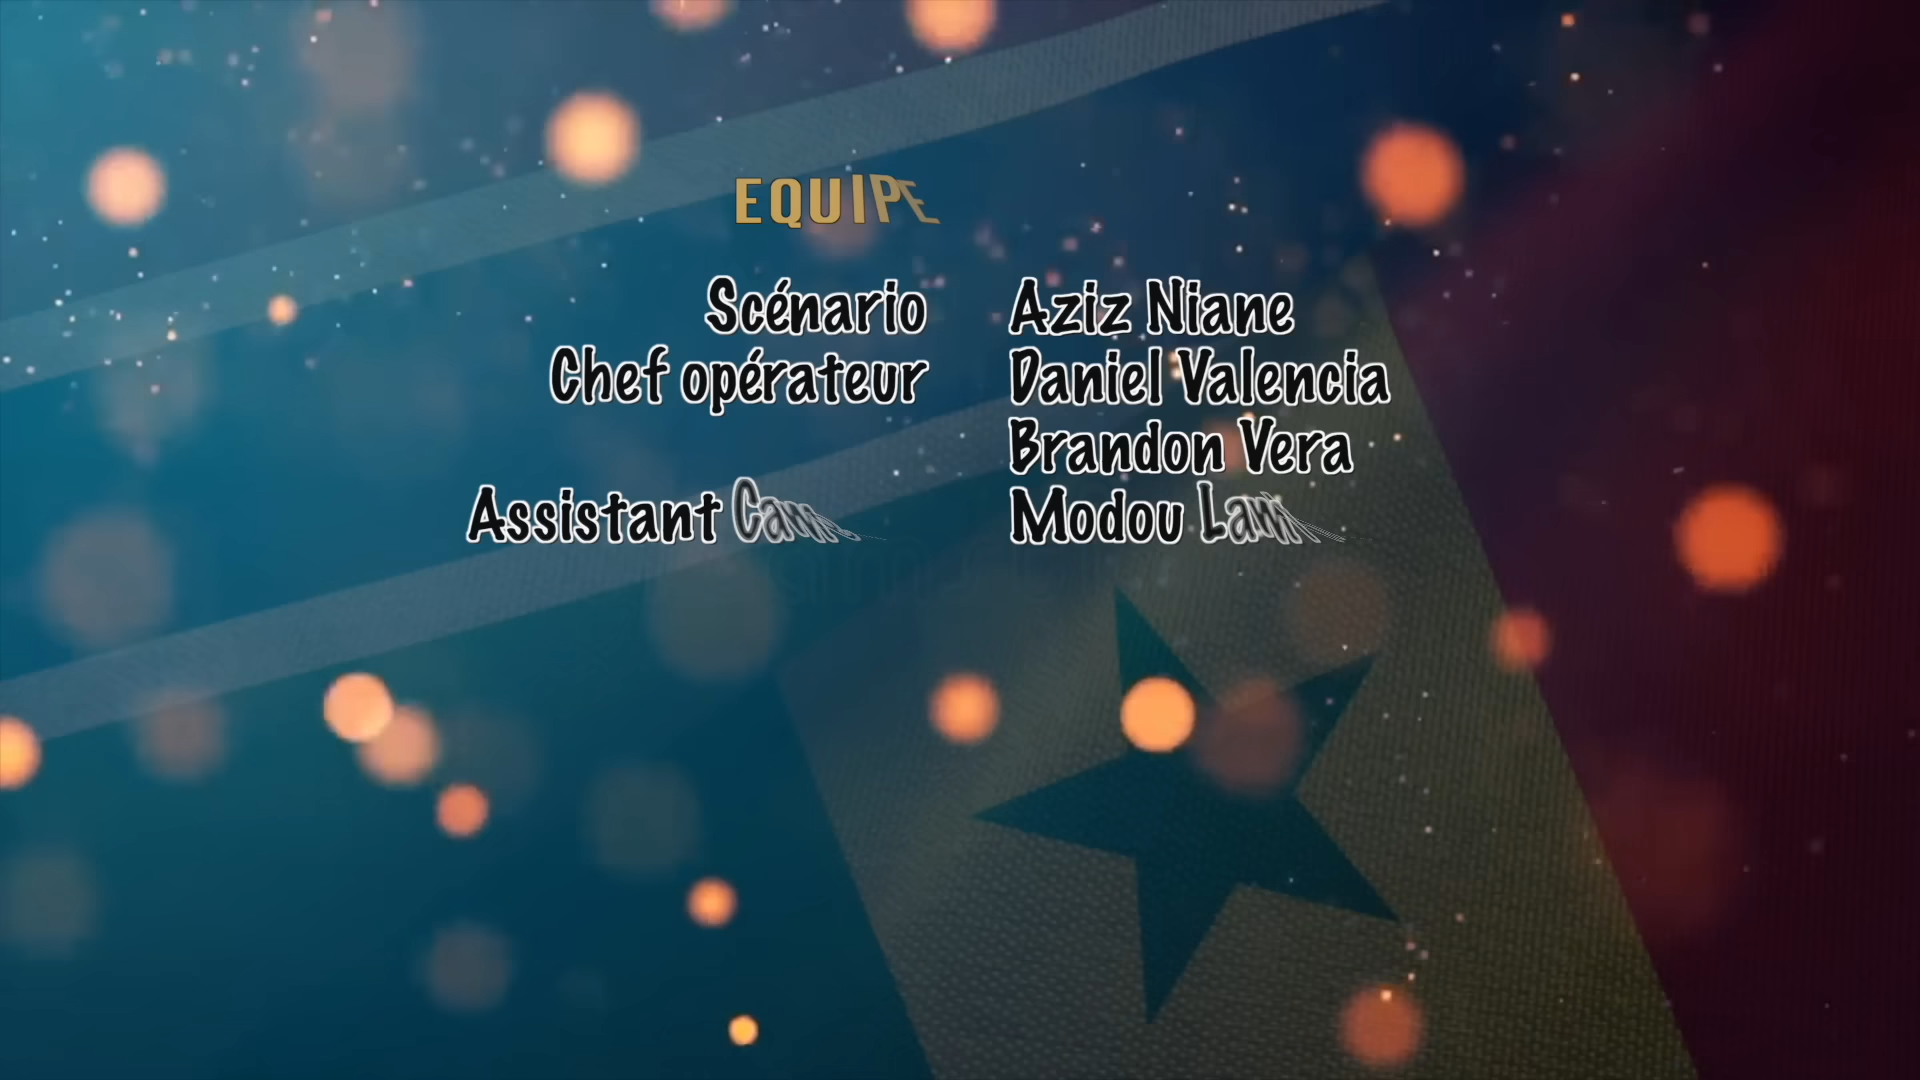 EQUIPE
Scénario Aziz Niane
Chef opérateur Daniel Valencia
Brandon Vera
Assistant Modou